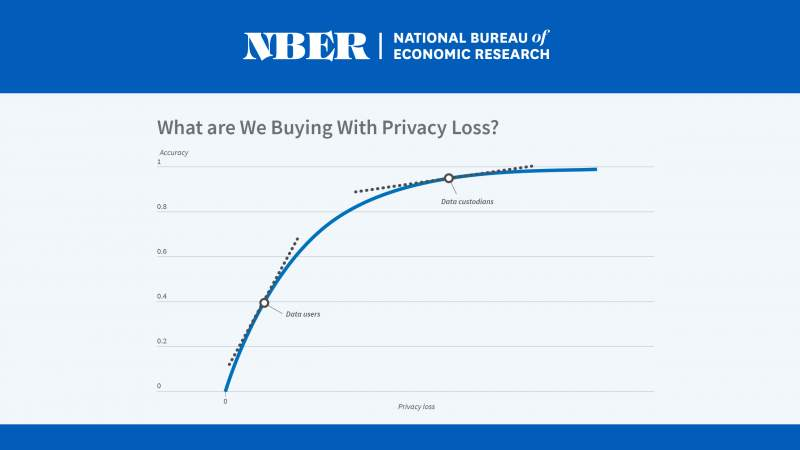 NBER
NATIONAL BUREAU of
ECONOMIC RESEARCH
What are We Buying With Privacy Loss?
Accuracy
1
Data custodians
0.8
0.6
0.4
Data users
0.2
0
0
Privacy loss